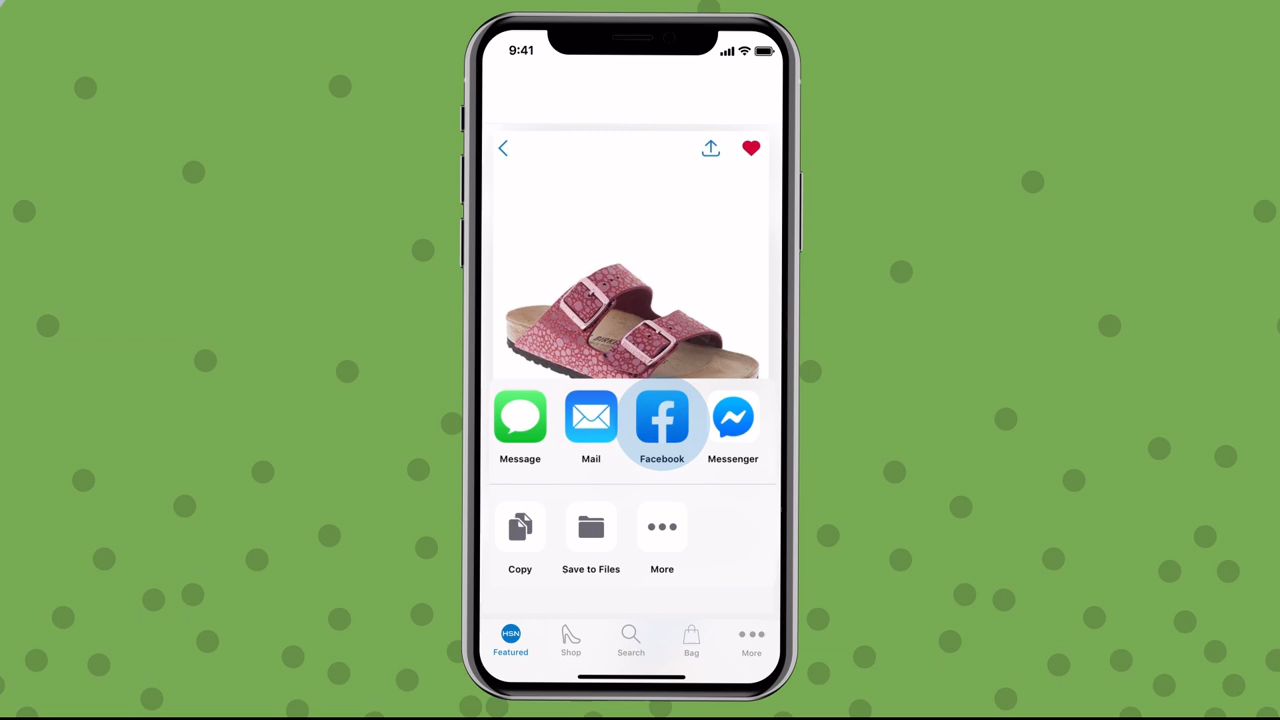 9:41
Message Mail Facebook Messenger
Copy Save to Files More
HSN
Featured Shop Search Bag More